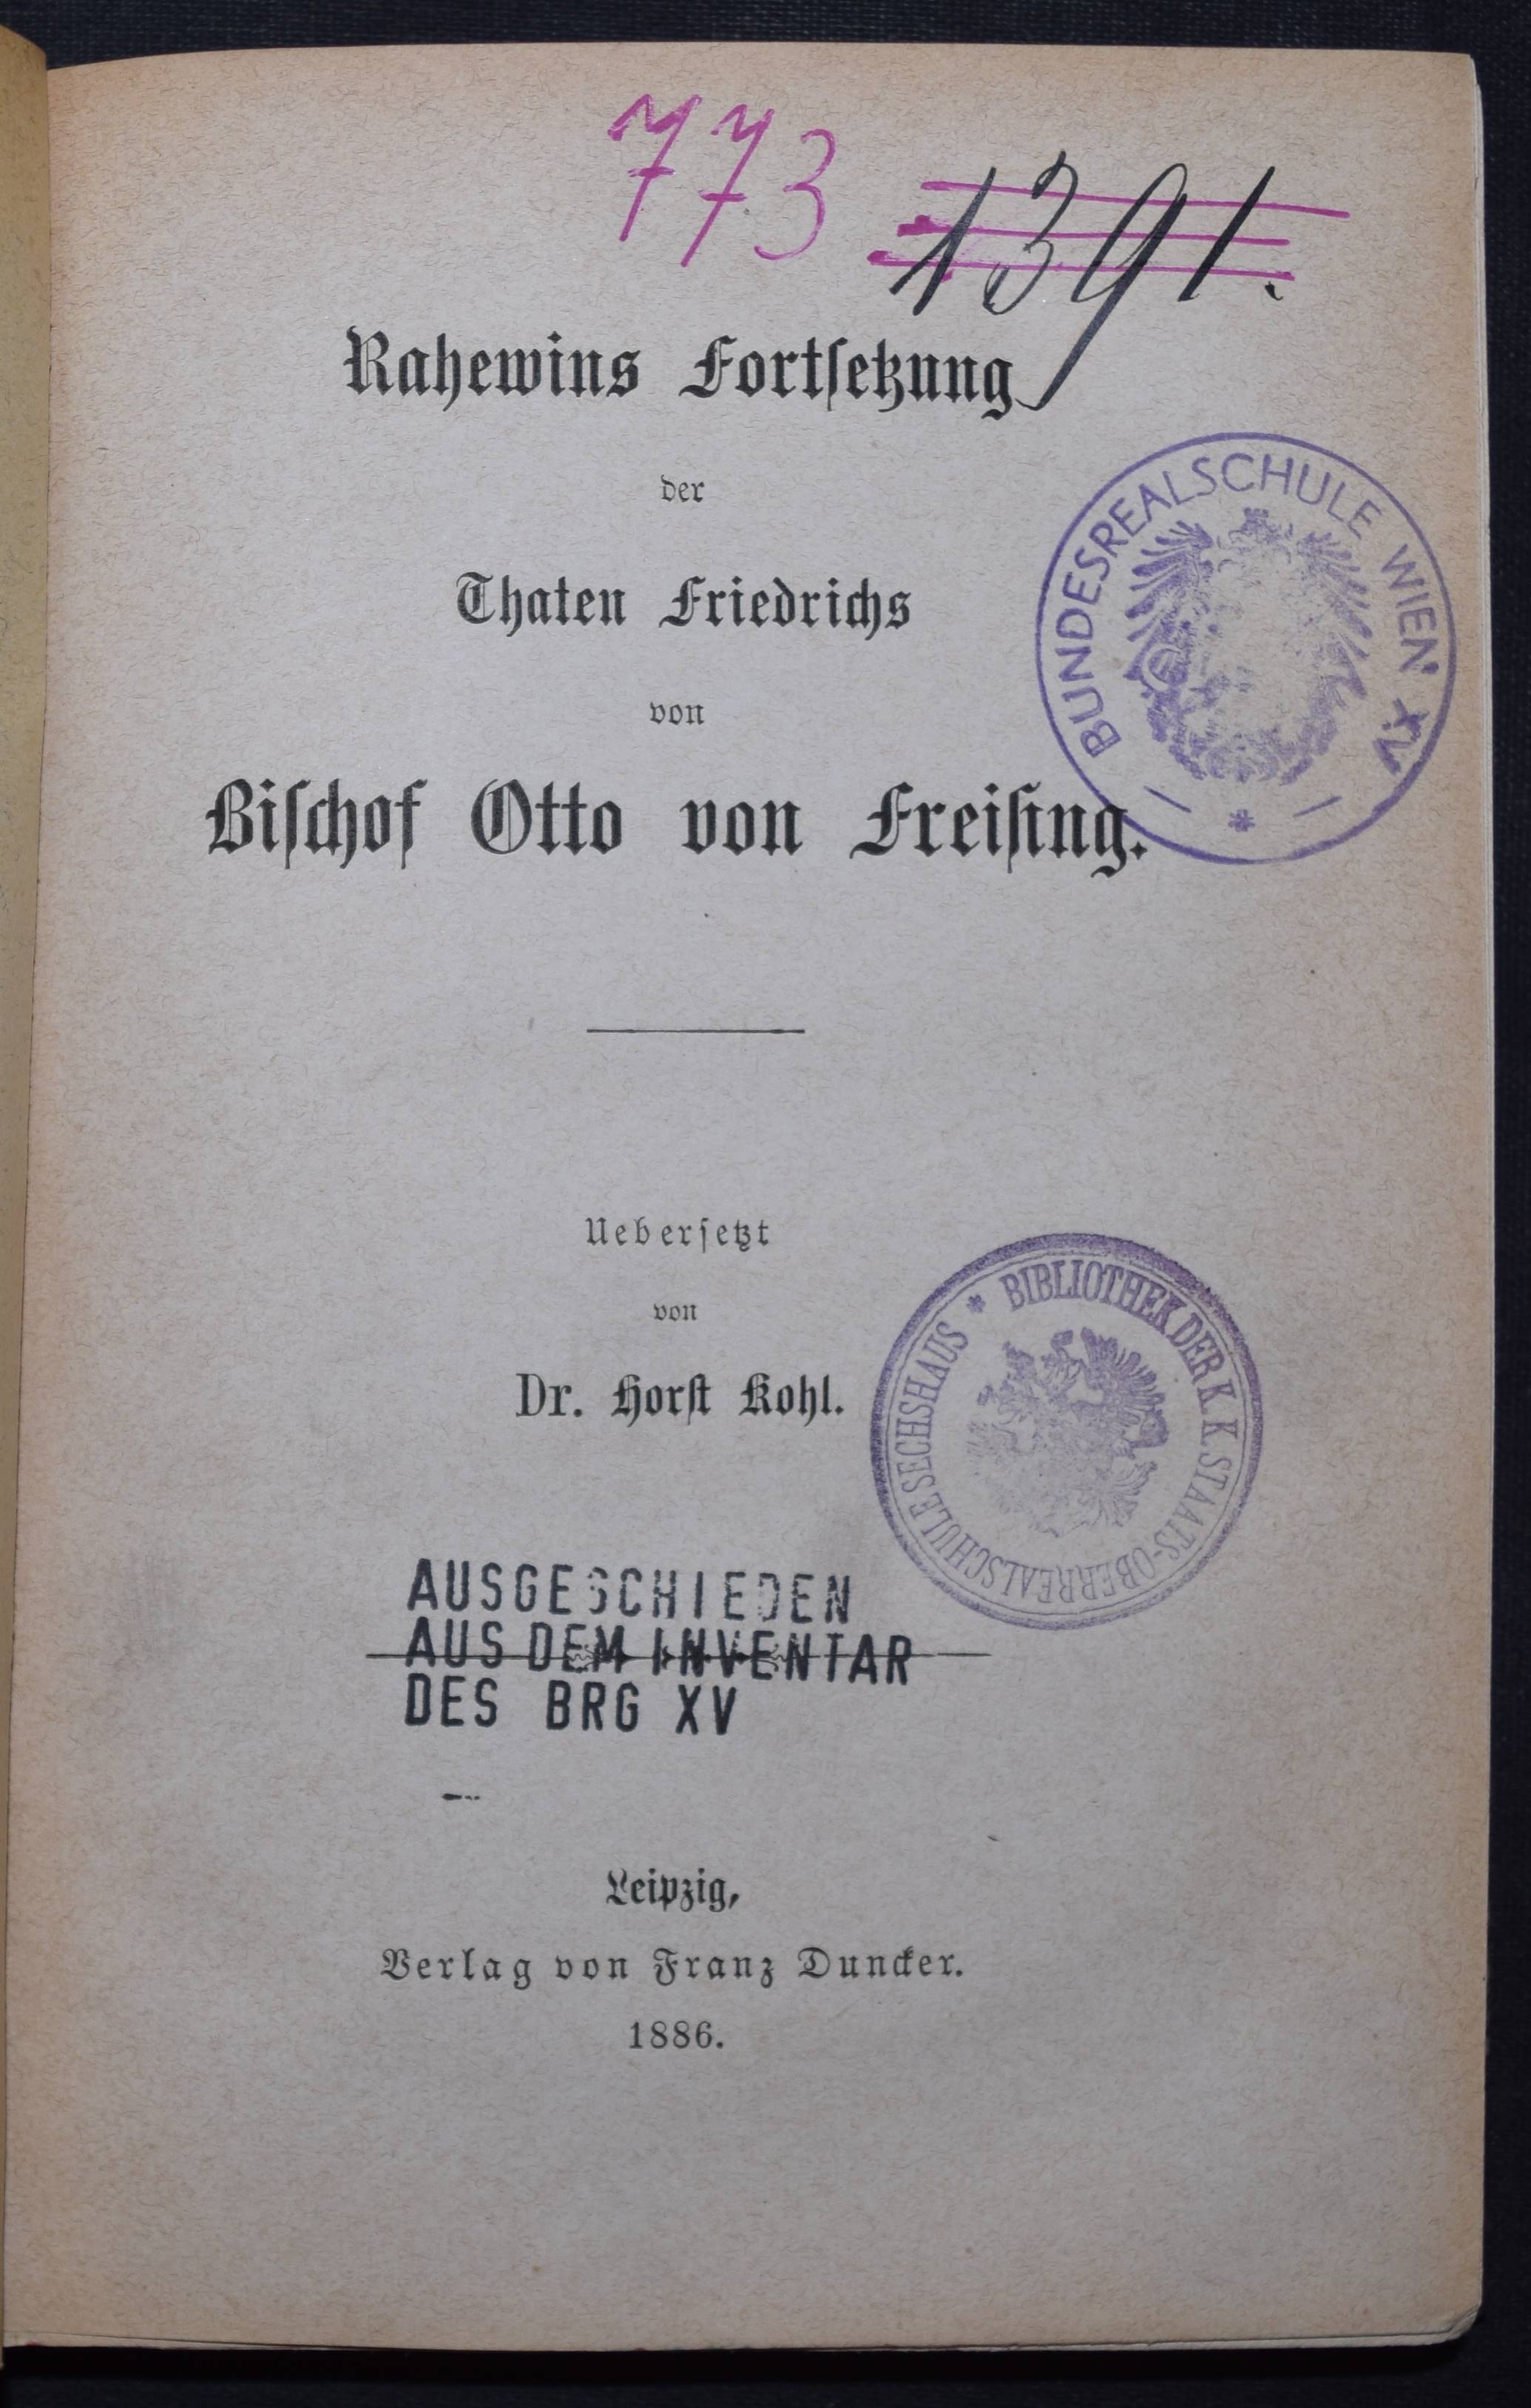 773 1391.
Rahewins Fortsetzung
der
Thaten Friedrichs
von
Bischof Otto von Freising.
BUNDESREALSCHULE WIEN XV
Uebersetzt
von
Dr. Horst Kohl.
* BIBLIOTHEK DER K. K. STAATS-OBERREALSCHULE SECHSHAUS
AUSGESCHIEDEN
AUS DEM INVENTAR
DES BRG XV
Leipzig,
Verlag von Franz Duncker.
1886.